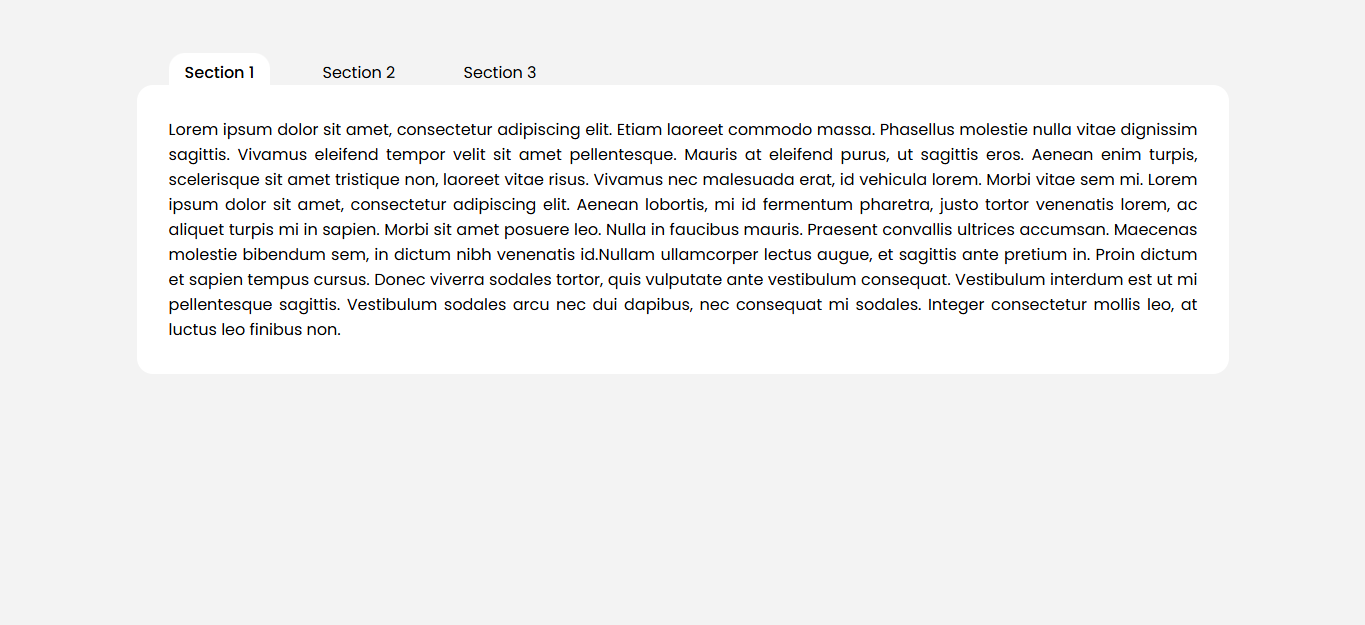 Section 1 Section 2 Section 3
Lorem ipsum dolor sit amet, consectetur adipiscing elit. Etiam laoreet commodo massa. Phasellus molestie nulla vitae dignissim
sagittis. Vivamus eleifend tempor velit sit amet pellentesque. Mauris at eleifend purus, ut sagittis eros. Aenean enim turpis,
scelerisque sit amet tristique non, laoreet vitae risus. Vivamus nec malesuada erat, id vehicula lorem. Morbi vitae sem mi. Lorem
ipsum dolor sit amet, consectetur adipiscing elit. Aenean lobortis, mi id fermentum pharetra, justo tortor venenatis lorem, ac
aliquet turpis mi in sapien. Morbi sit amet posuere leo. Nulla in faucibus mauris. Praesent convallis ultrices accumsan. Maecenas
molestie bibendum sem, in dictum nibh venenatis id.Nullam ullamcorper lectus augue, et sagittis ante pretium in. Proin dictum
et sapien tempus cursus. Donec viverra sodales tortor, quis vulputate ante vestibulum consequat. Vestibulum interdum est ut mi
pellentesque sagittis. Vestibulum sodales arcu nec dui dapibus, nec consequat mi sodales. Integer consectetur mollis leo, at
luctus leo finibus non.